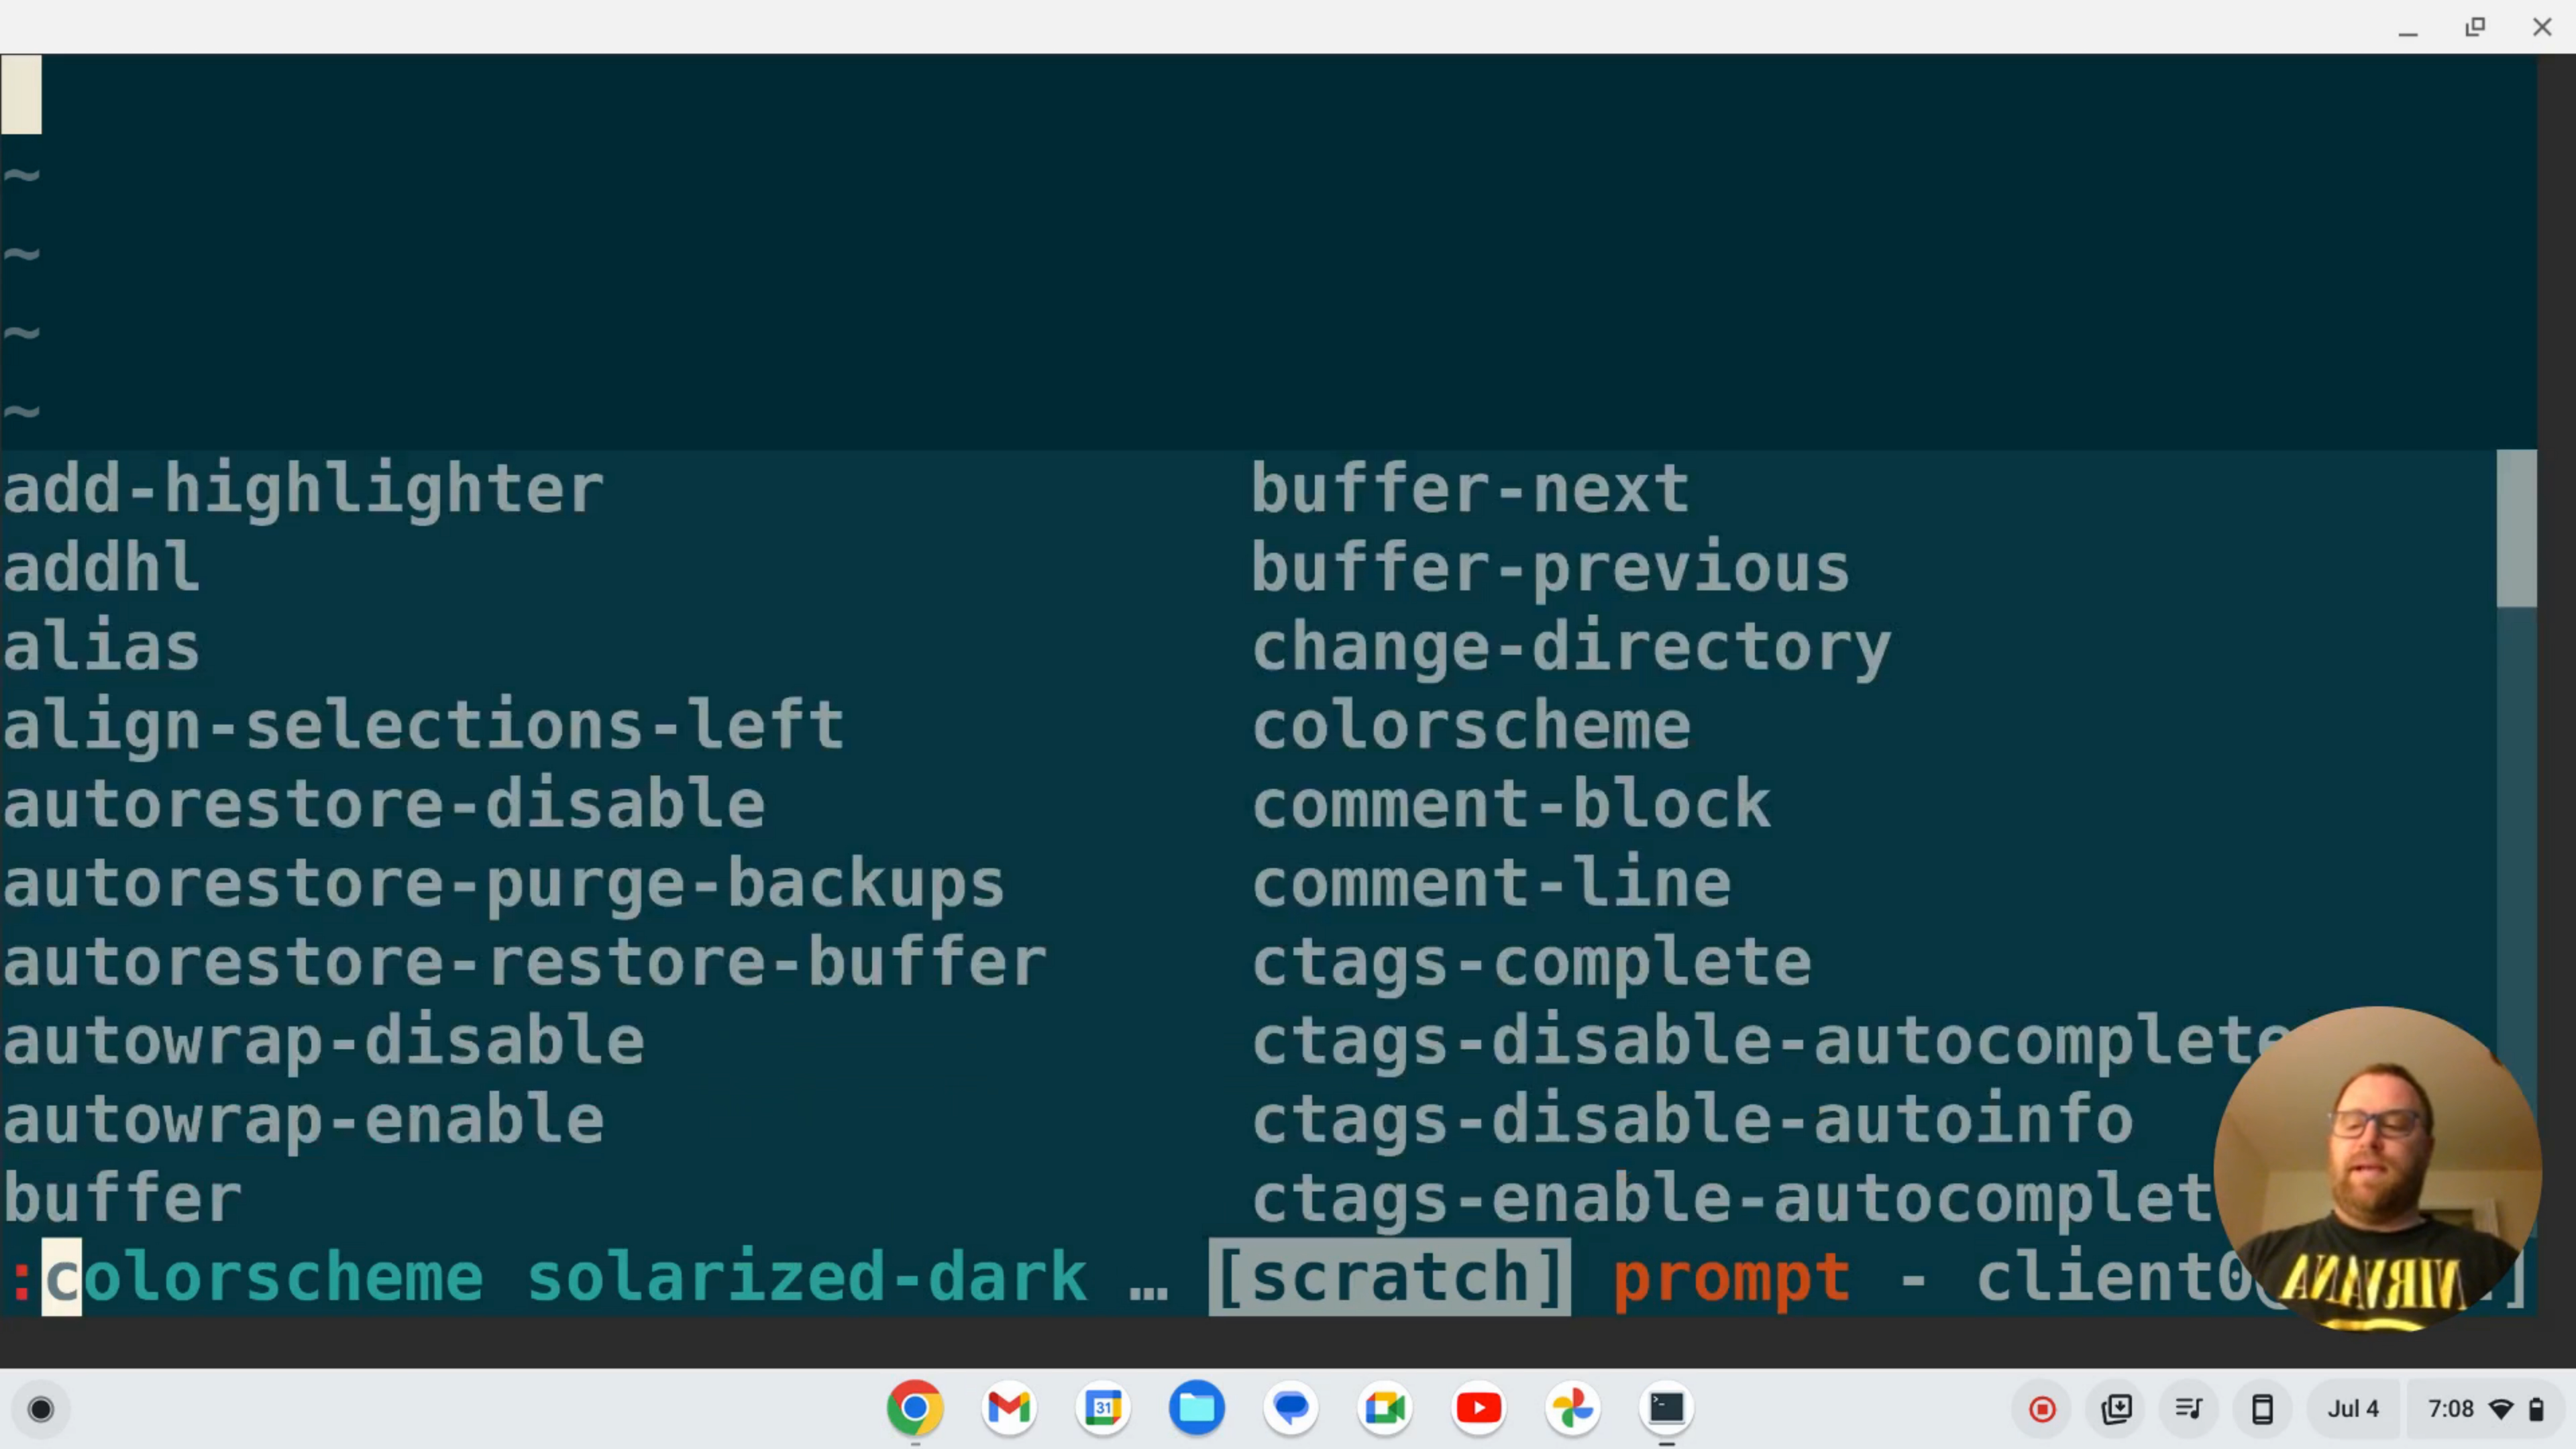 ~
~
~
~
add-highlighter
addhl
alias
align-selections-left
autorestore-disable
autorestore-purge-backups
autorestore-restore-buffer
autowrap-disable
autowrap-enable
buffer
buffer-next
buffer-previous
change-directory
colorscheme
comment-block
comment-line
ctags-complete
ctags-disable-autocomplete
ctags-disable-autoinfo
ctags-enable-autocomplet
:colorscheme solarized-dark … [scratch] prompt - client0@ ]
NIRVANA
31
Jul 4
7:08